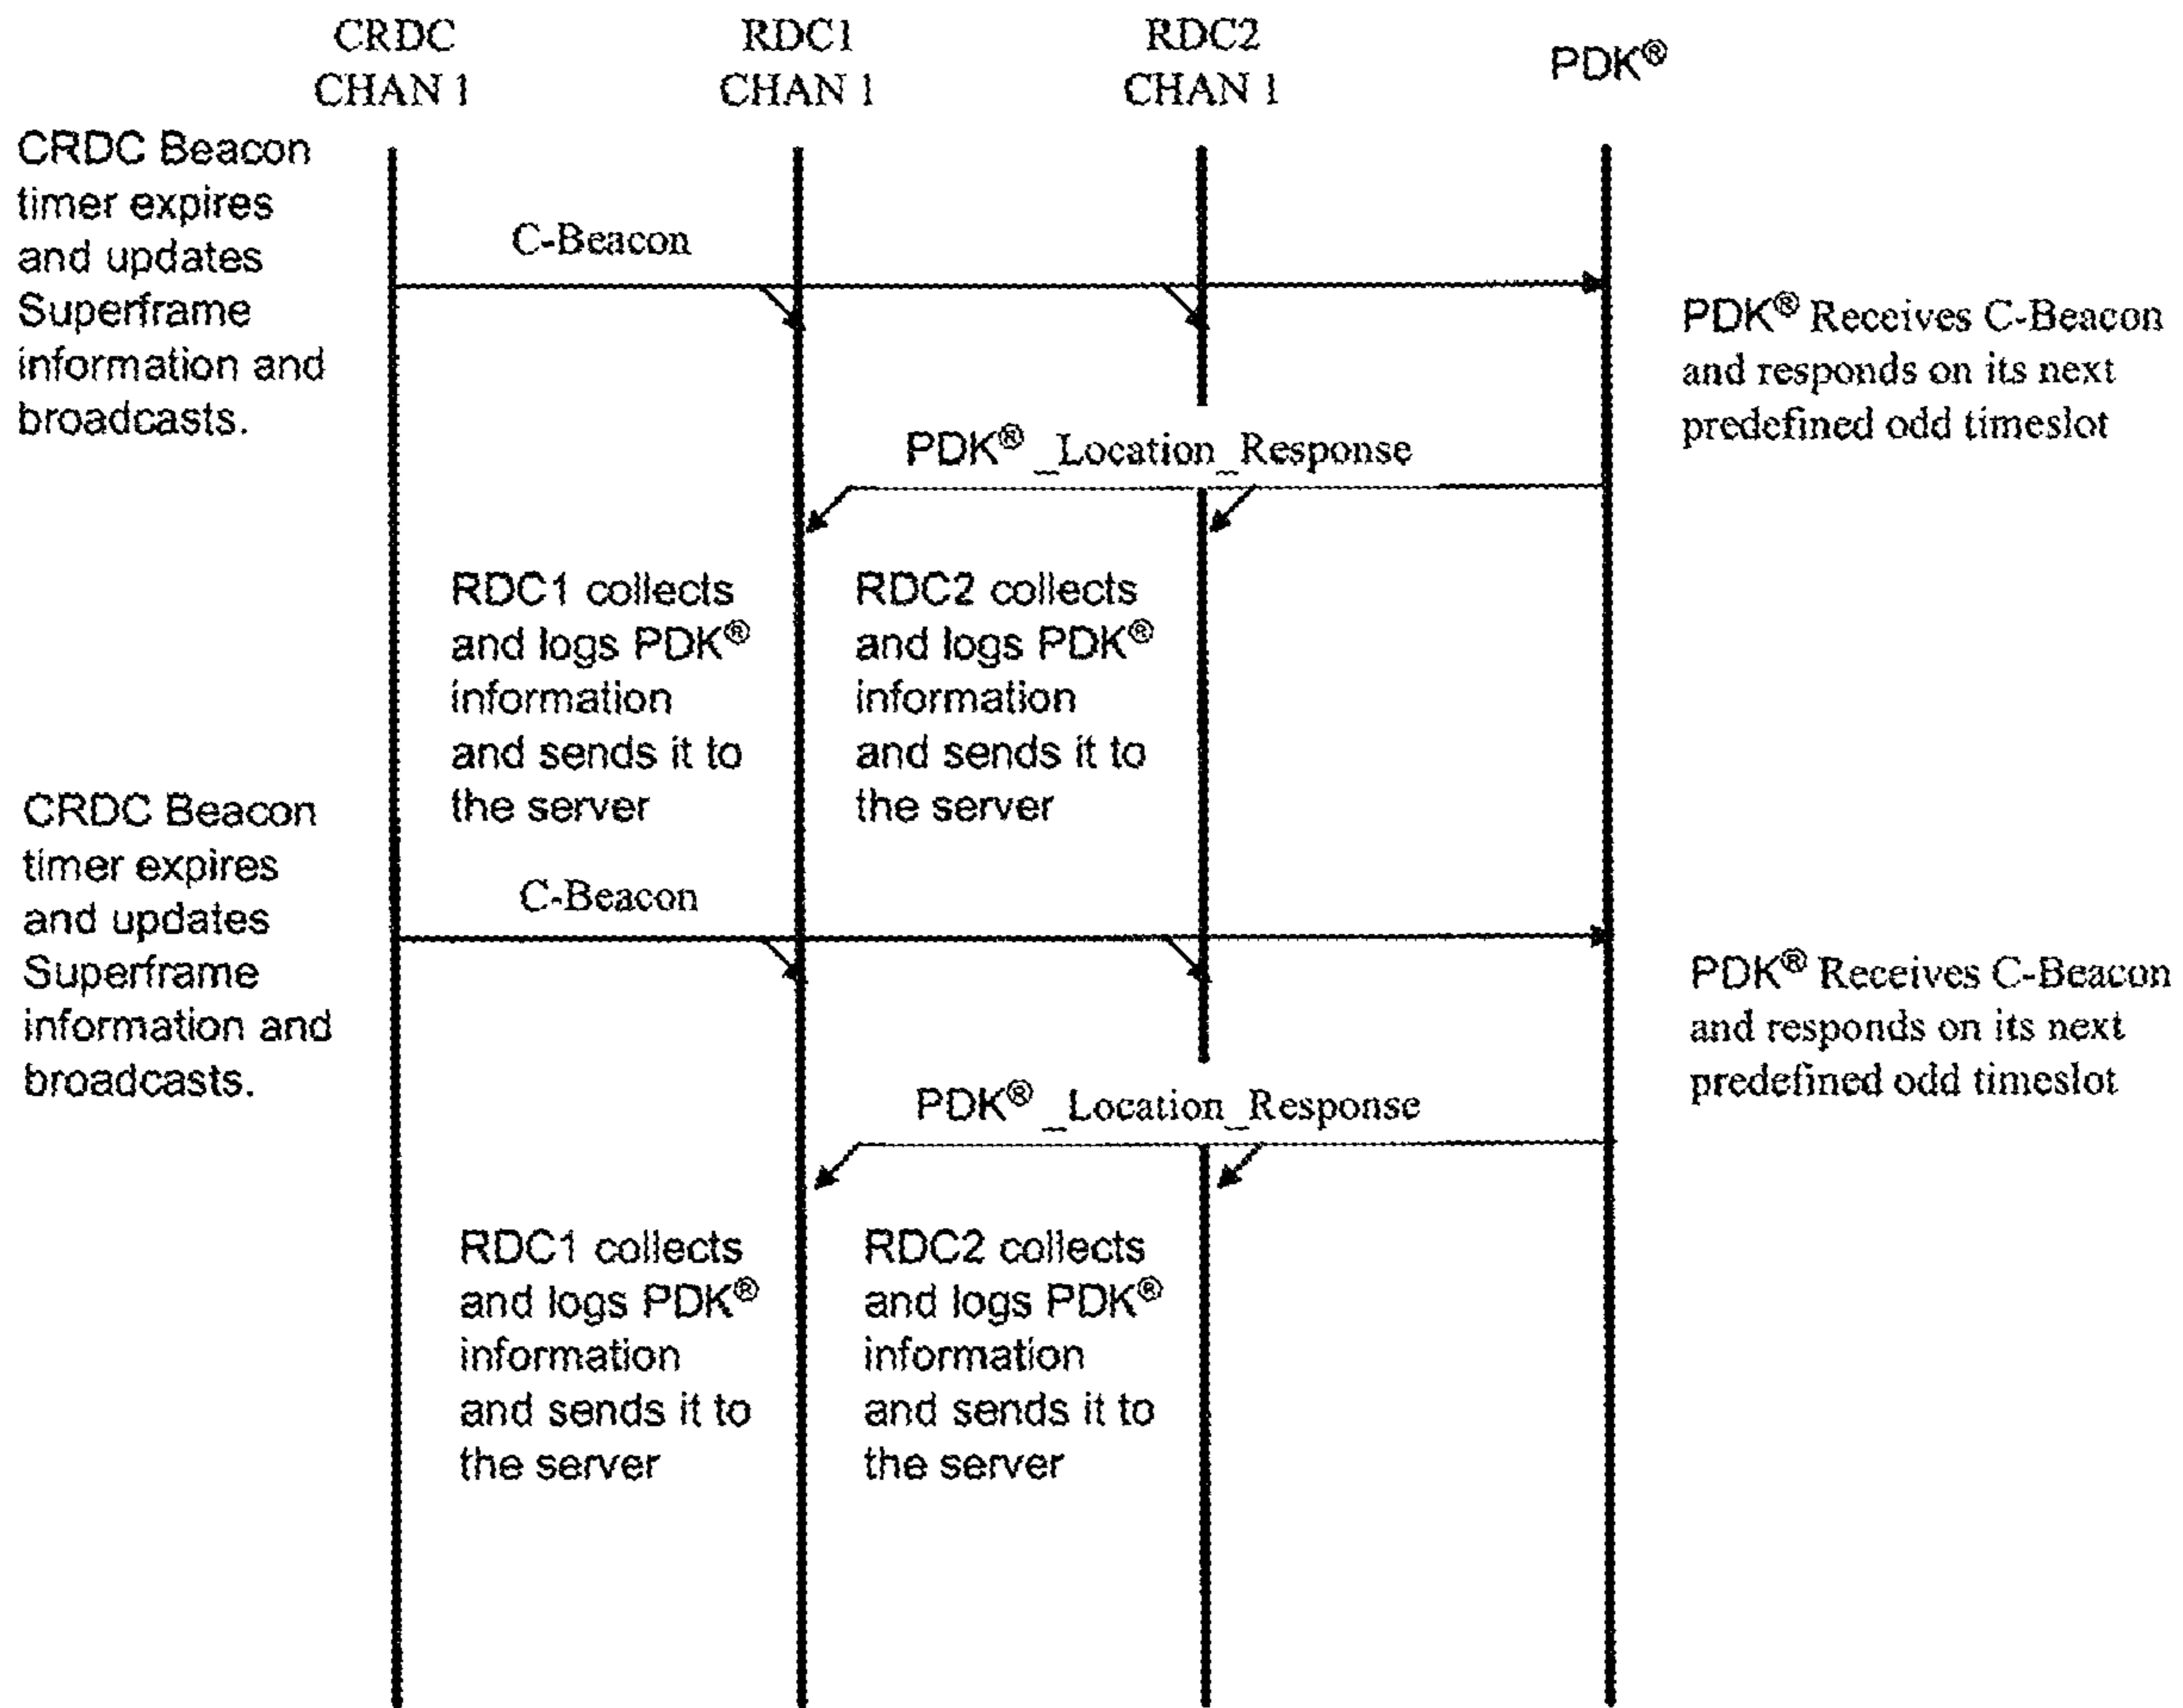 CRDC
CHAN 1
RDC1
CHAN 1
RDC2
CHAN 1
PDK®
CRDC Beacon
timer expires
and updates
Superframe
information and
broadcasts.
C-Beacon
PDK® Receives C-Beacon
and responds on its next
predefined odd timeslot
PDK® _Location_Response
RDC1 collects
and logs PDK®
information
and sends it to
the server
RDC2 collects
and logs PDK®
information
and sends it to
the server
CRDC Beacon
timer expires
and updates
Superframe
information and
broadcasts.
C-Beacon
PDK® Receives C-Beacon
and responds on its next
predefined odd timeslot
PDK® _Location_Response
RDC1 collects
and logs PDK®
information
and sends it to
the server
RDC2 collects
and logs PDK®
information
and sends it to
the server